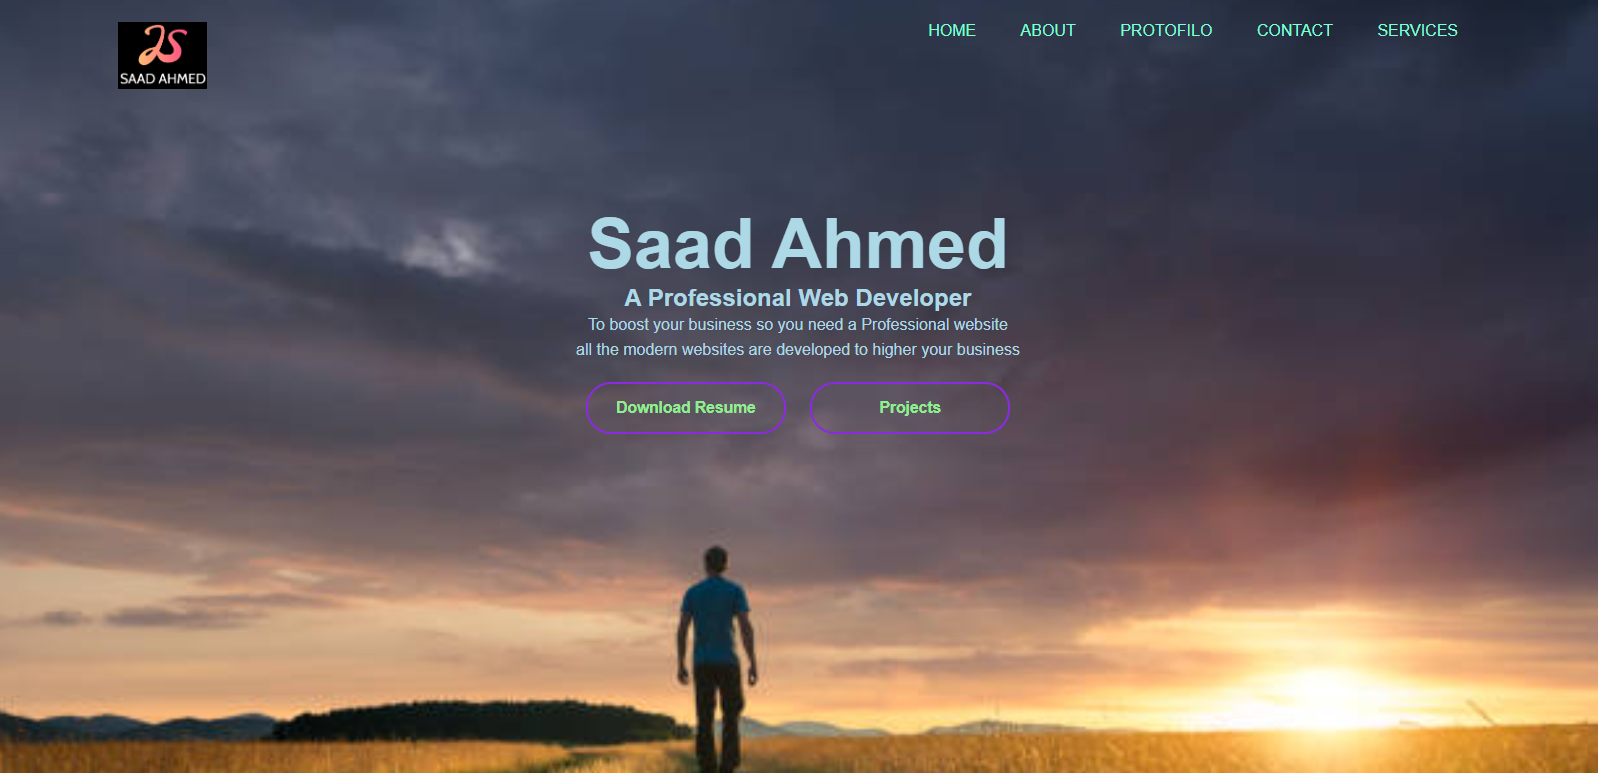 JS
SAAD AHMED
HOME ABOUT PROTOFILO CONTACT SERVICES
Saad Ahmed
A Professional Web Developer
To boost your business so you need a Professional website
all the modern websites are developed to higher your business
Download Resume Projects